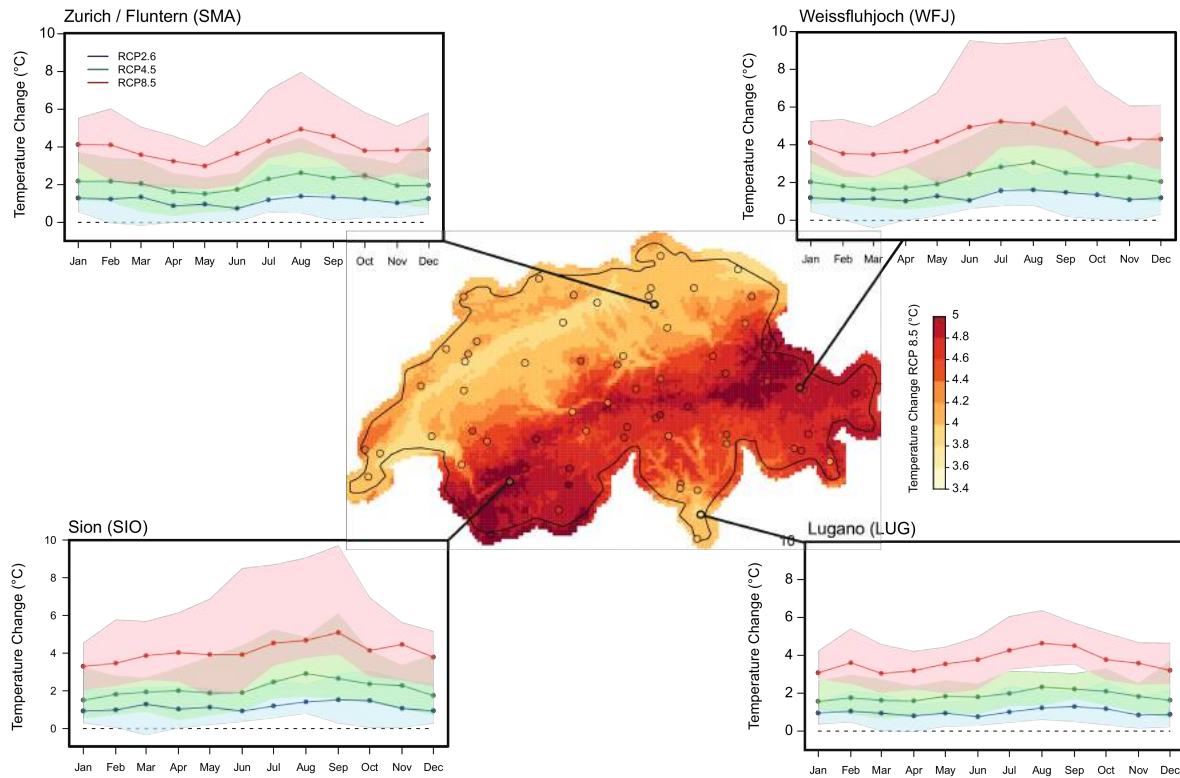 Zurich / Fluntern (SMA)
Temperature Change (°C)
10
8
6
4
2
0
RCP2.6
RCP4.5
RCP8.5
Jan Feb Mar Apr May Jun Jul Aug Sep Oct Nov Dec
Weissfluhjoch (WFJ)
Temperature Change (°C)
10
8
6
4
2
0
Jan Feb Mar Apr May Jun Jul Aug Sep Oct Nov Dec
Temperature Change RCP 8.5 (°C)
5
4.8
4.6
4.4
4.2
4
3.8
3.6
3.4
Sion (SIO)
Temperature Change (°C)
10
8
6
4
2
0
Jan Feb Mar Apr May Jun Jul Aug Sep Oct Nov Dec
Lugano (LUG)
Temperature Change (°C)
10
8
6
4
2
0
Jan Feb Mar Apr May Jun Jul Aug Sep Oct Nov Dec